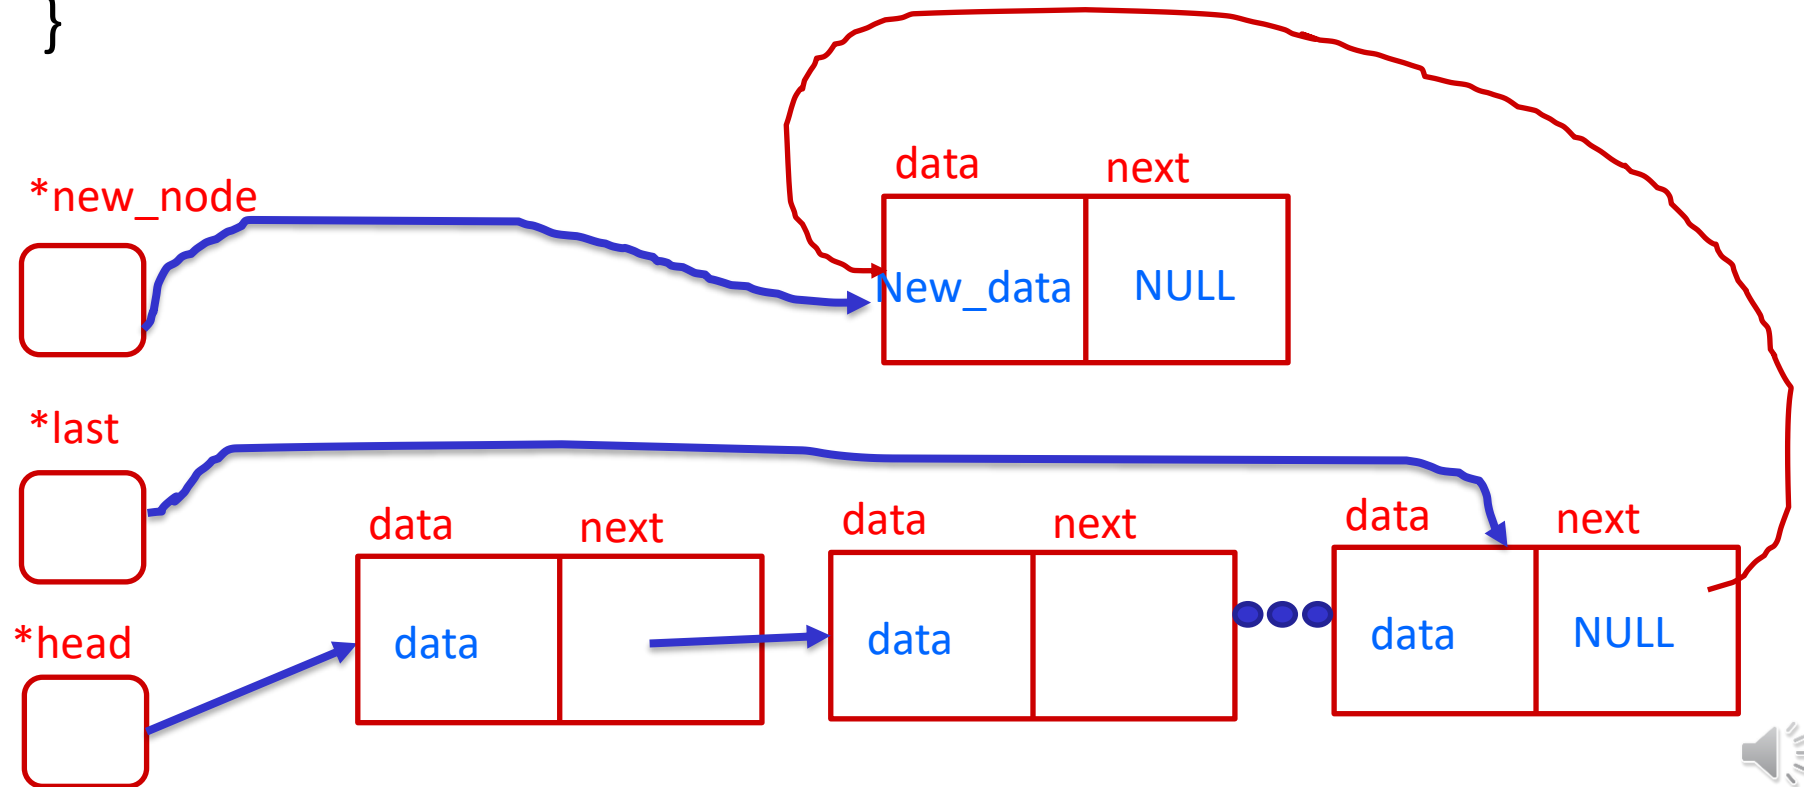 }
data next
*new_node
New_data NULL
*last
data next data next data next
*head
data data data NULL